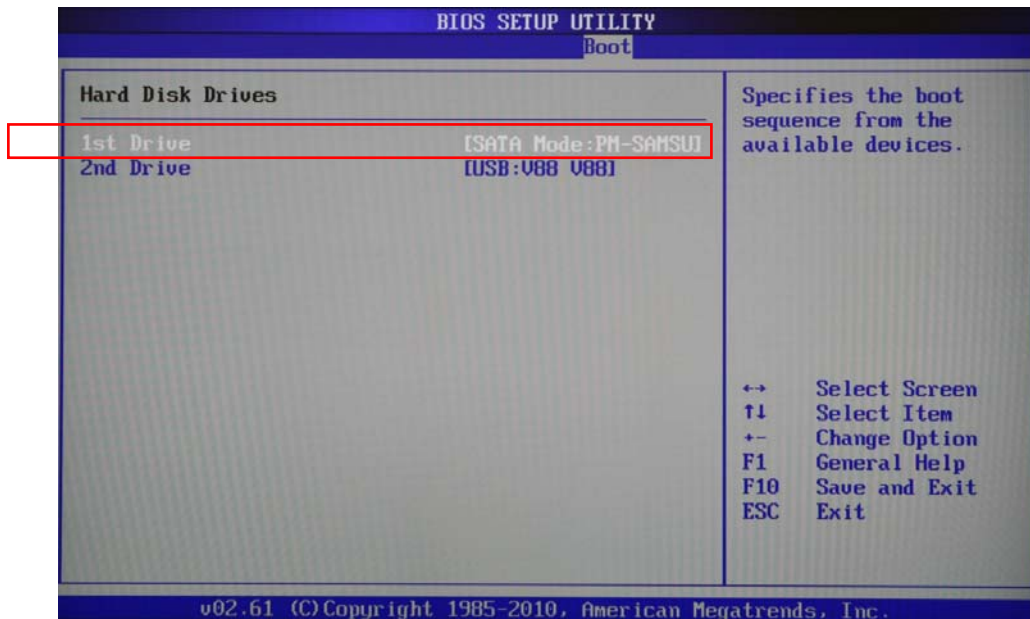 BIOS SETUP UTILITY
Boot
Hard Disk Drives
1st Drive [SATA Mode:PM-SAMSU]
2nd Drive [USB:V88 V88]
Specifies the boot
sequence from the
available devices.
←→ Select Screen
↑↓ Select Item
+- Change Option
F1 General Help
F10 Save and Exit
ESC Exit
v02.61 (C)Copyright 1985-2010, American Megatrends, Inc.